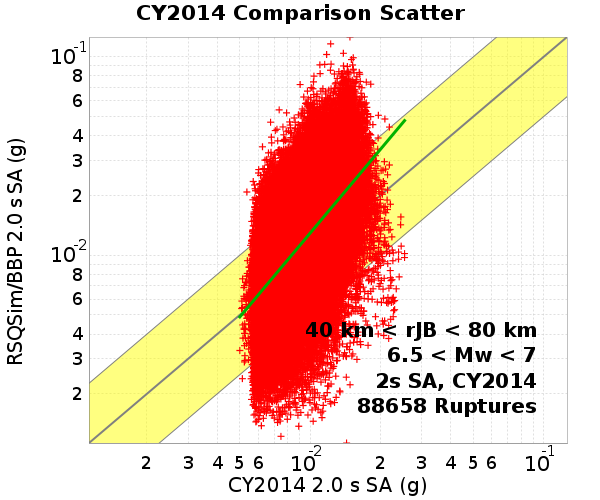 CY2014 Comparison Scatter
RSQSim/BBP 2.0 s SA (g)
10-1
8
6
4
3
2
10-2
8
6
4
3
2
40 km < rJB < 80 km
6.5 < Mw < 7
2s SA, CY2014
88658 Ruptures
2 3 4 5 6 10-2 2 3 4 5 6 10-1
CY2014 2.0 s SA (g)